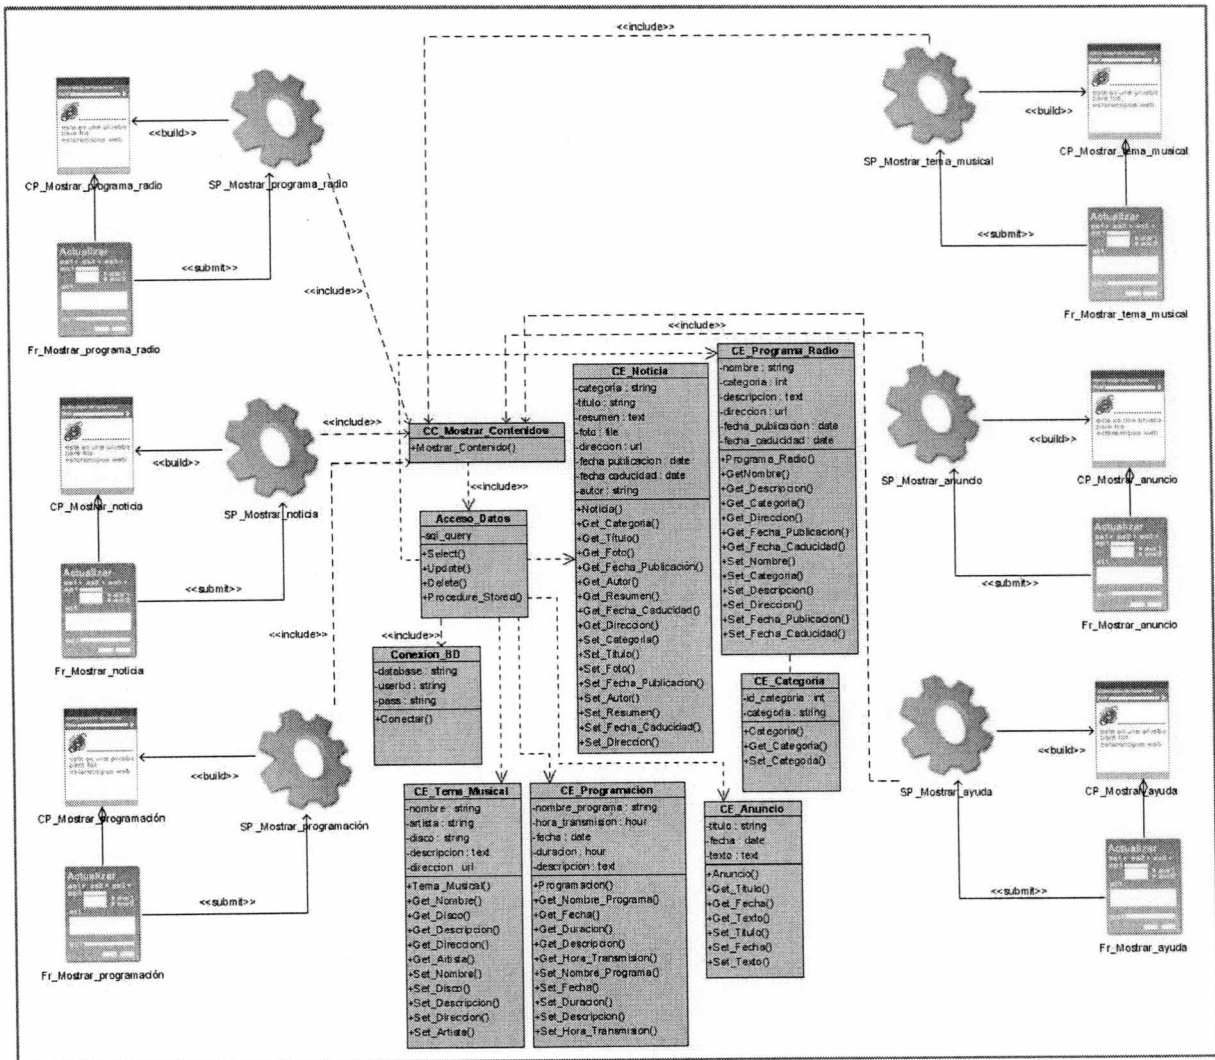 <<include>>
<<build>>
CP_Mostrar_programa_radio
SP_Mostrar_programa_radio
Actualizar
<<submit>>
Fr_Mostrar_programa_radio
<<include>>
<<build>>
SP_Mostrar_tema_musical
CP_Mostrar_tema_musical
Actualizar
<<submit>>
Fr_Mostrar_tema_musical
<<include>>
<<build>>
CP_Mostrar_noticia
SP_Mostrar_noticia
<<include>>
Actualizar
<<submit>>
Fr_Mostrar_noticia
<<include>>
CC_Mostrar_Contenidos
+Mostrar_Contenido()
<<include>>
Acceso_Datos
-sql_query
+Select()
+Update()
+Delete()
+Procedure_Stored()
<<include>>
Conexion_BD
-database : string
-userbd : string
-pass : string
+Conectar()
CE_Noticia
-categoria : string
-titulo : string
-resumen : text
-foto : file
-direccion : url
-fecha publicacion : date
-fecha caducidad : date
-autor : string
+Noticia()
+Get_Categoria()
+Get_Título()
+Get_Foto()
+Get_Fecha_Publicación()
+Get_Autor()
+Get_Resumen()
+Get_Fecha_Caducidad()
+Get_Direccion()
+Set_Categoria()
+Set_Titulo()
+Set_Foto()
+Set_Fecha_Publicacion()
+Set_Autor()
+Set_Resumen()
+Set_Fecha_Caducidad()
+Set_Direccion()
CE_Programa_Radio
-nombre : string
-categoria : int
-descripcion : text
-direccion : url
-fecha_publicacion : date
-fecha_caducidad : date
+Programa_Radio()
+GetNombre()
+Get_Descripcion()
+Get_Categoria()
+Get_Direccion()
+Get_Fecha_Publicacion()
+Get_Fecha_Caducidad()
+Set_Nombre()
+Set_Categoria()
+Set_Descripcion()
+Set_Direccion()
+Set_Fecha_Publicacion()
+Set_Fecha_Caducidad()
CE_Categoria
-id_categoria : int
-categoria : string
+Categoria()
+Get_Categoria()
+Set_Categoria()
<<build>>
SP_Mostrar_anuncio
CP_Mostrar_anuncio
Actualizar
<<submit>>
Fr_Mostrar_anuncio
<<build>>
CP_Mostrar_programación
SP_Mostrar_programación
Actualizar
<<submit>>
Fr_Mostrar_programación
CE_Tema_Musical
-nombre : string
-artista : string
-disco : string
-descripcion : text
-direccion url
+Tema_Musical()
+Get_Nombre()
+Get_Disco()
+Get_Descripcion()
+Get_Direccion()
+Get_Artista()
+Set_Nombre()
+Set_Disco()
+Set_Descripcion()
+Set_Direccion()
+Set_Artista()
CE_Programacion
-nombre_programa : string
-hora_transmision : hour
-fecha : date
-duracion : hour
-descripcion : text
+Programacion()
+Get_Nombre_Programa()
+Get_Fecha()
+Get_Duracion()
+Get_Descripcion()
+Get_Hora_Transmision()
+Set_Nombre_Programa()
+Set_Fecha()
+Set_Duracion()
+Set_Descripcion()
+Set_Hora_Transmision()
CE_Anuncio
-titulo : string
-fecha : date
-texto : text
+Anuncio()
+Get_Titulo()
+Get_Fecha()
+Get_Texto()
+Set_Titulo()
+Set_Fecha()
+Set_Texto()
<<build>>
SP_Mostrar_ayuda
CP_Mostrar_ayuda
Actualizar
<<submit>>
Fr_Mostrar_ayuda